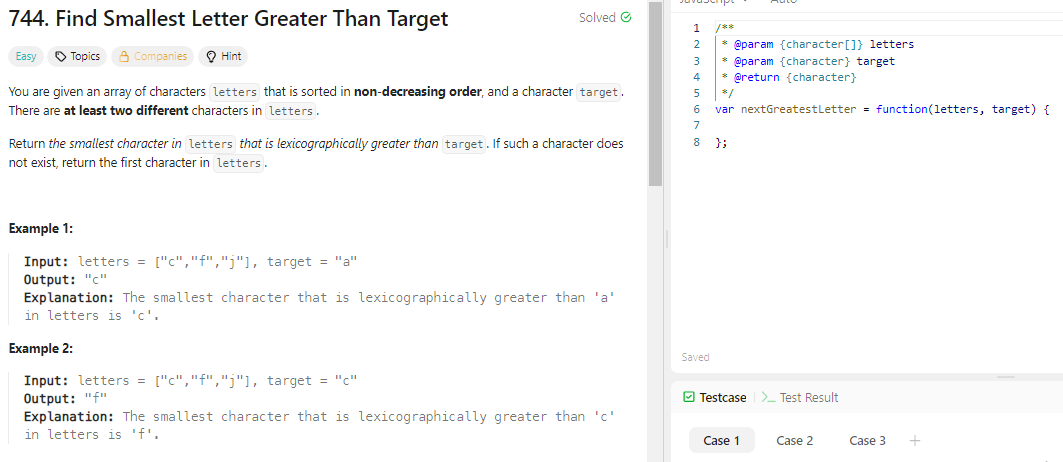 744. Find Smallest Letter Greater Than Target
Solved
Easy
Topics
Companies
Hint
You are given an array of characters letters that is sorted in non-decreasing order, and a character target.
There are at least two different characters in letters.
Return the smallest character in letters that is lexicographically greater than target. If such a character does
not exist, return the first character in letters.
Example 1:
Input: letters = ["c","f","j"], target = "a"
Output: "c"
Explanation: The smallest character that is lexicographically greater than 'a'
in letters is 'c'.
Example 2:
Input: letters = ["c","f","j"], target = "c"
Output: "f"
Explanation: The smallest character that is lexicographically greater than 'c'
in letters is 'f'.
JavaScript
Auto
1 /**
2 * @param {character[]} letters
3 * @param {character} target
4 * @return {character}
5 */
6 var nextGreatestLetter = function(letters, target) {
7
8 };
Saved
Testcase
>_ Test Result
Case 1
Case 2
Case 3
+